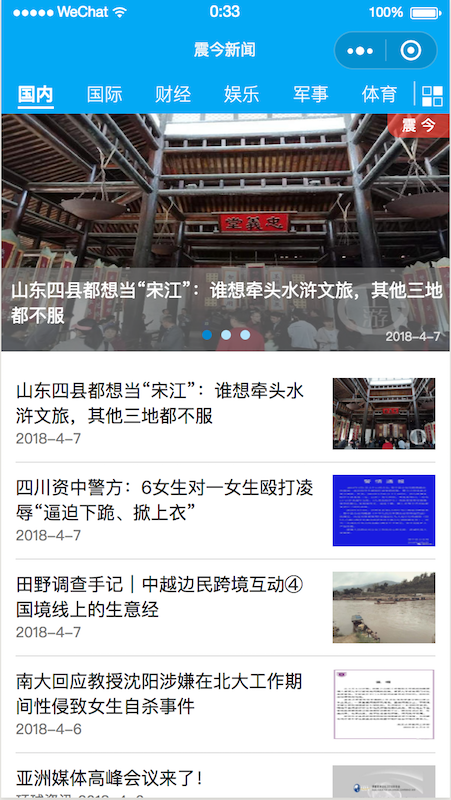 WeChat 0:33 100%
震今新闻
国内 国际 财经 娱乐 军事 体育
震今
忠義堂
山东四县都想当“宋江”：谁想牵头水浒文旅，其他三地
都不服
2018-4-7
山东四县都想当“宋江”：谁想牵头水
浒文旅，其他三地都不服
2018-4-7
四川资中警方：6女生对一女生殴打凌
辱“逼迫下跪、掀上衣”
2018-4-7
田野调查手记｜中越边民跨境互动④
国境线上的生意经
2018-4-7
南大回应教授沈阳涉嫌在北大工作期
间性侵致女生自杀事件
2018-4-6
亚洲媒体高峰会议来了！